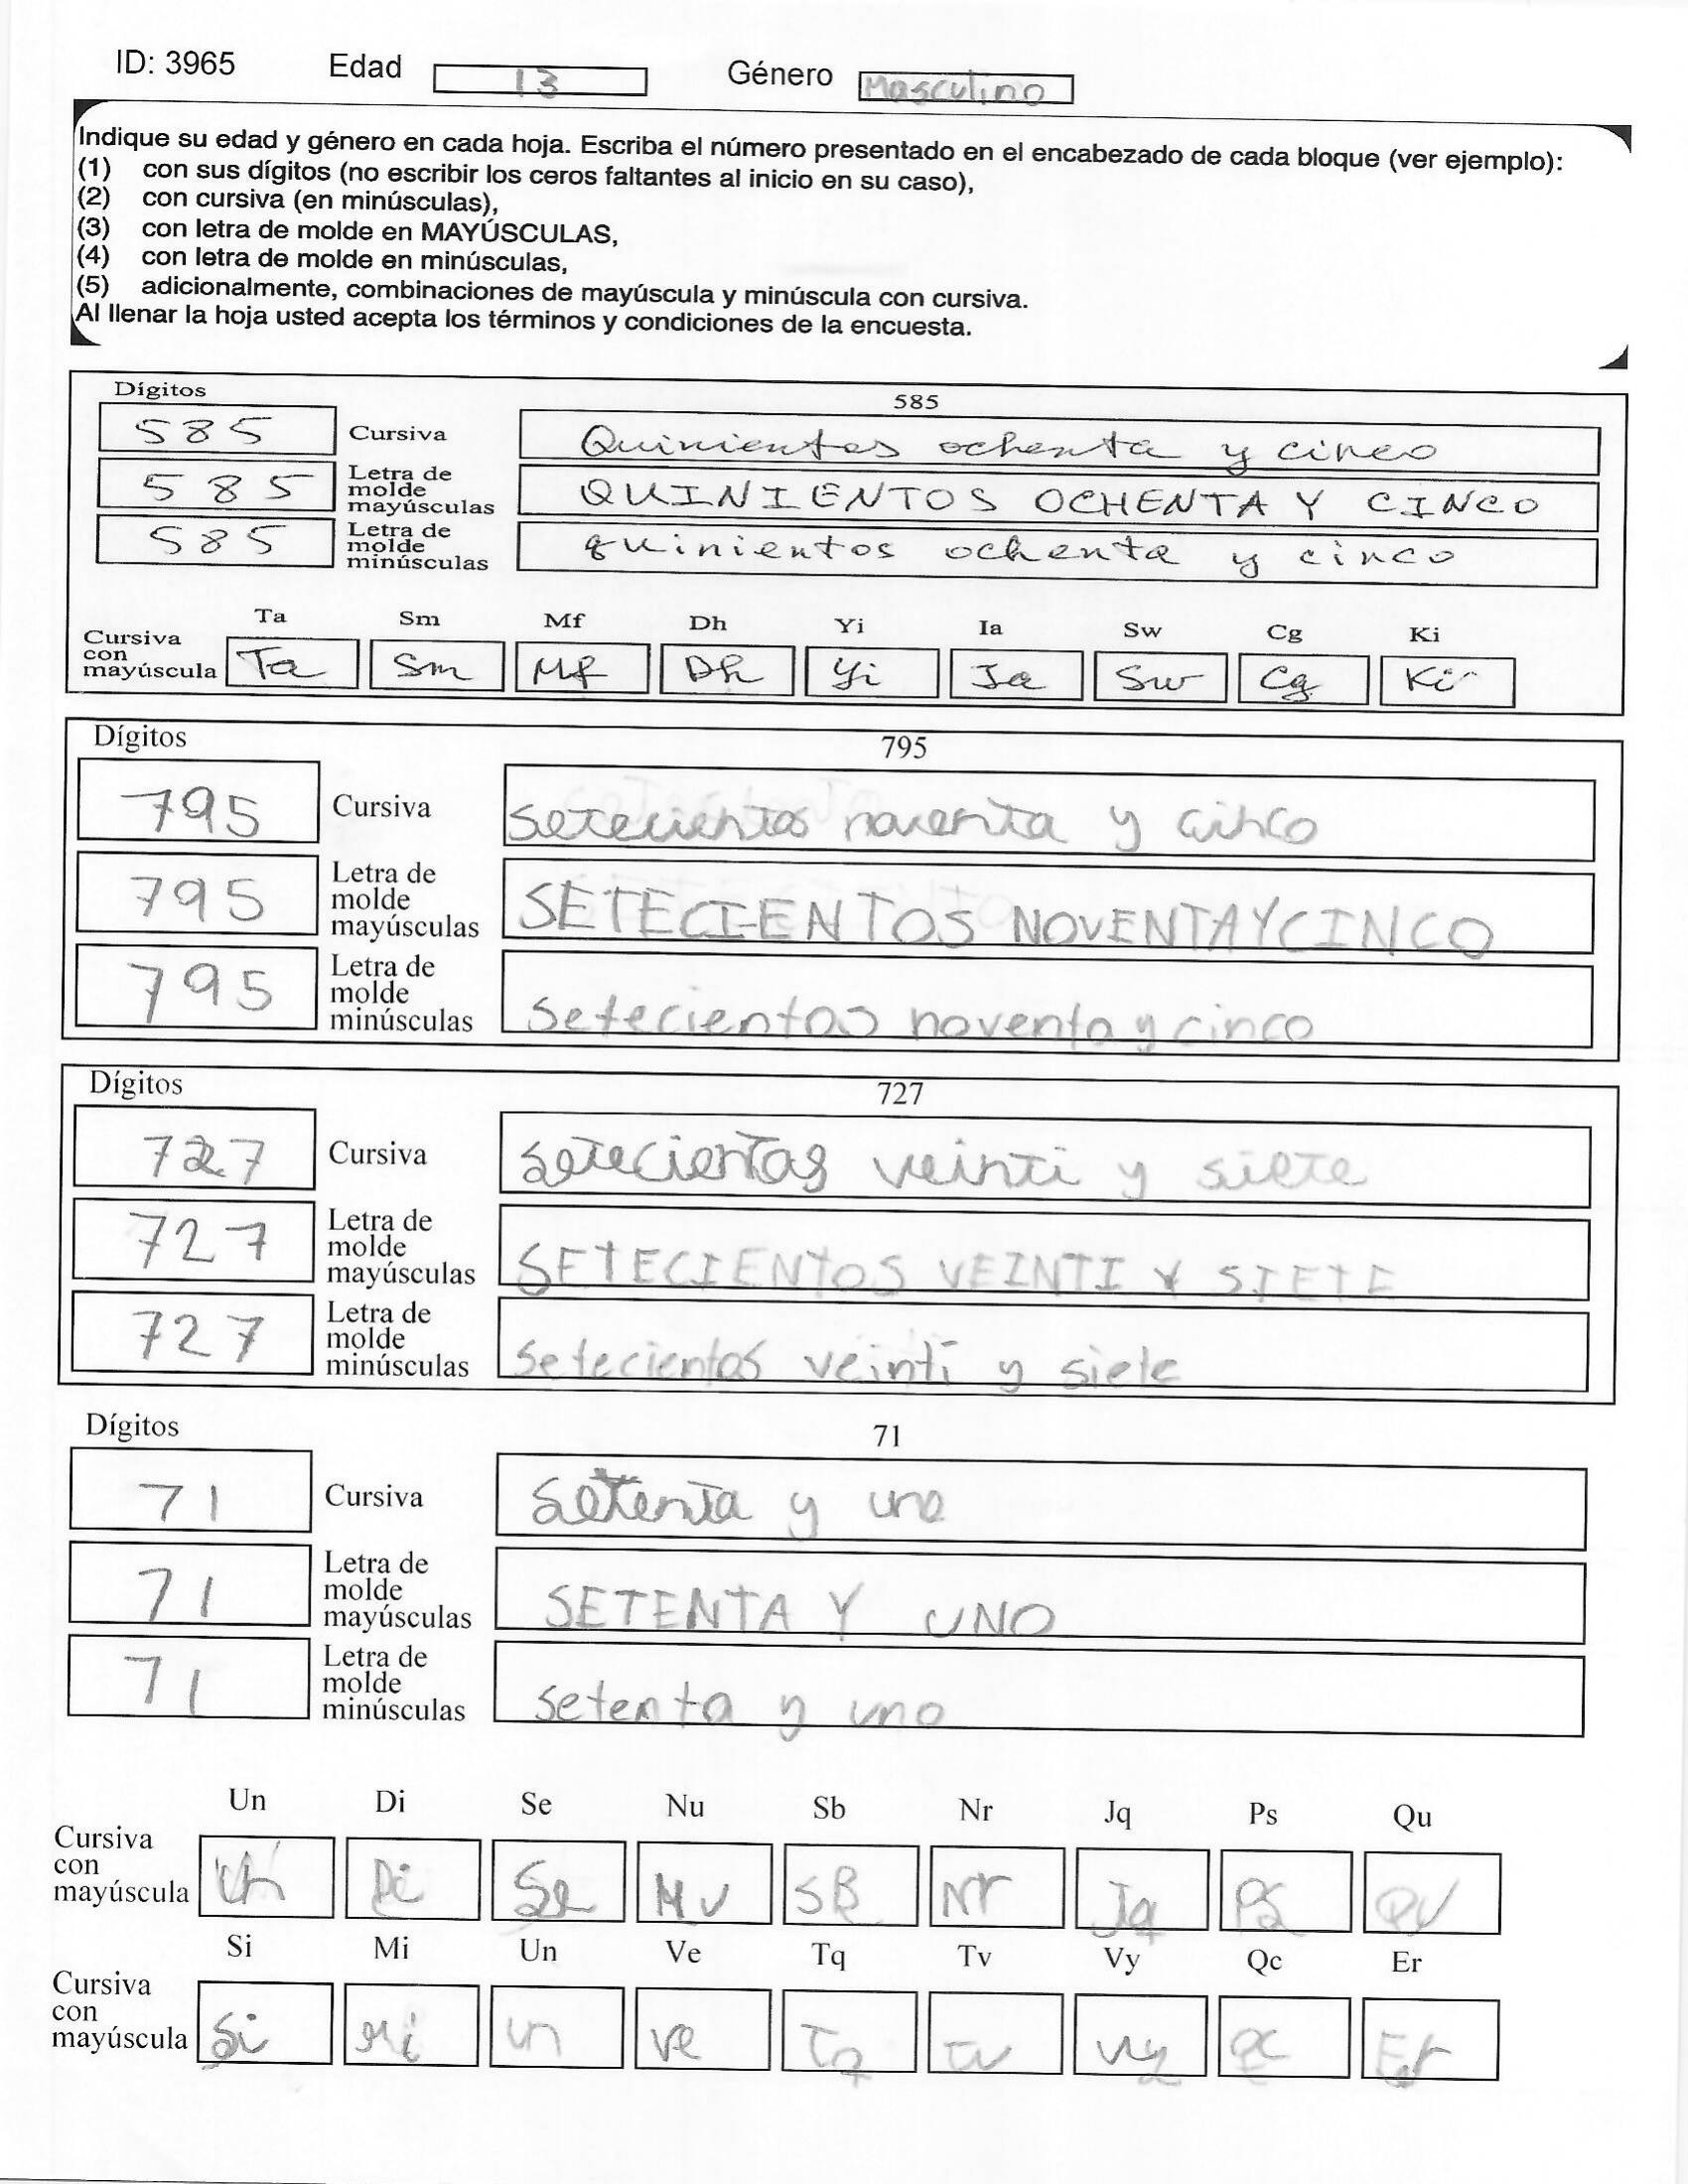 ID: 3965 Edad 13 Género Masculino
Indique su edad y género en cada hoja. Escriba el número presentado en el encabezado de cada bloque (ver ejemplo):
(1) con sus dígitos (no escribir los ceros faltantes al inicio en su caso),
(2) con cursiva (en minúsculas),
(3) con letra de molde en MAYÚSCULAS,
(4) con letra de molde en minúsculas,
(5) adicionalmente, combinaciones de mayúscula y minúscula con cursiva.
Al llenar la hoja usted acepta los términos y condiciones de la encuesta.
Dígitos 585
585 Cursiva Quinientos ochenta y cinco
585 Letra de molde mayúsculas QUINIENTOS OCHENTA Y CINCO
585 Letra de molde minúsculas quinientos ochenta y cinco
Ta Sm Mf Dh Yi Ia Sw Cg Ki
Cursiva con mayúscula Ta Sm Mf Dh Yi Ia Sw Cg Ki
Dígitos 795
795 Cursiva setecientos noventa y cinco
795 Letra de molde mayúsculas SETECIENTOS NOVENTA Y CINCO
795 Letra de molde minúsculas setecientos noventa y cinco
Dígitos 727
727 Cursiva setecientos veinti y siete
727 Letra de molde mayúsculas SETECIENTOS VEINTI Y SIETE
727 Letra de molde minúsculas setecientos veinti y siete
Dígitos 71
71 Cursiva setenta y uno
71 Letra de molde mayúsculas SETENTA Y UNO
71 Letra de molde minúsculas setenta y uno
Un Di Se Nu Sb Nr Jq Ps Qu
Cursiva con mayúscula Un Di Se Nu SB Nr Jq Ps Qu
Si Mi Un Ve Tq Tv Vy Qc Er
Cursiva con mayúscula Si Mi Un Ve Tq Tv Vy Qc Er